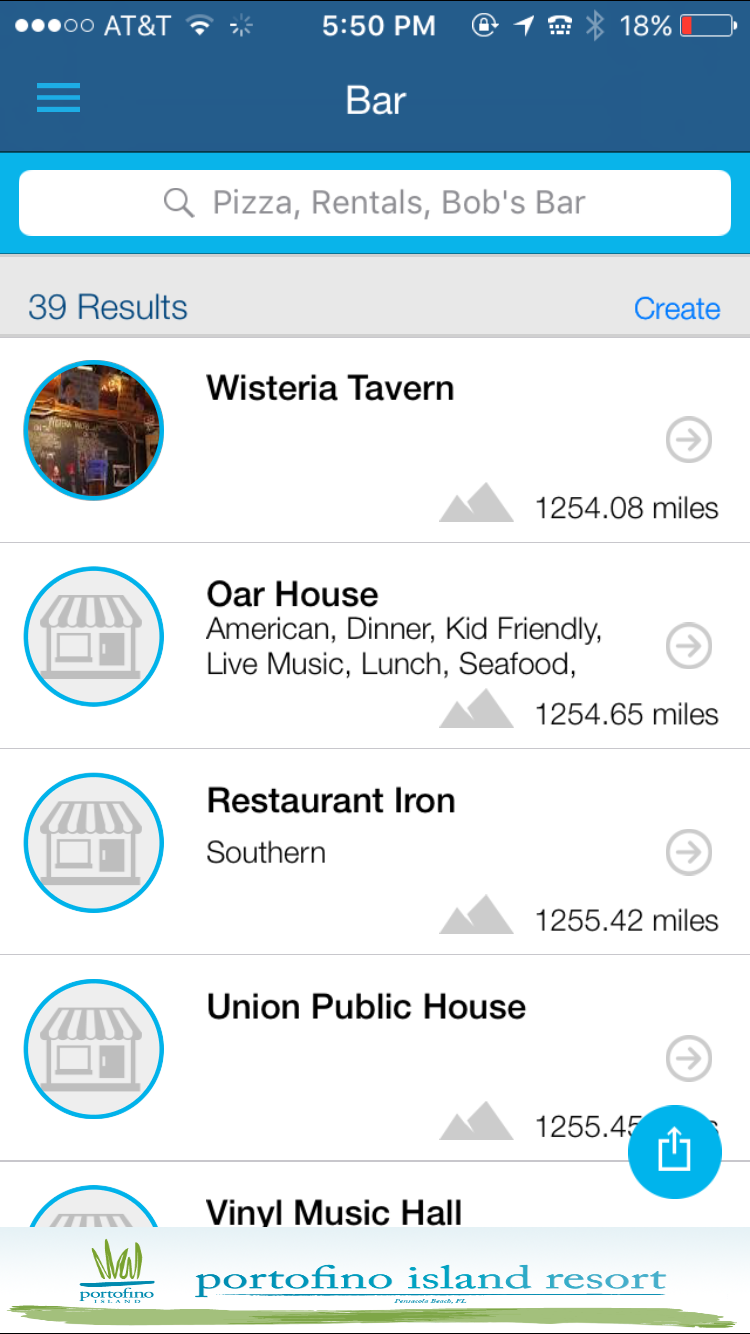 AT&T 5:50 PM 18%
Bar
Pizza, Rentals, Bob's Bar
39 Results Create
Wisteria Tavern
1254.08 miles
Oar House
American, Dinner, Kid Friendly,
Live Music, Lunch, Seafood,
1254.65 miles
Restaurant Iron
Southern
1255.42 miles
Union Public House
1255.45
Vinyl Music Hall
portofino
ISLAND
portofino island resort
Pensacola Beach, FL